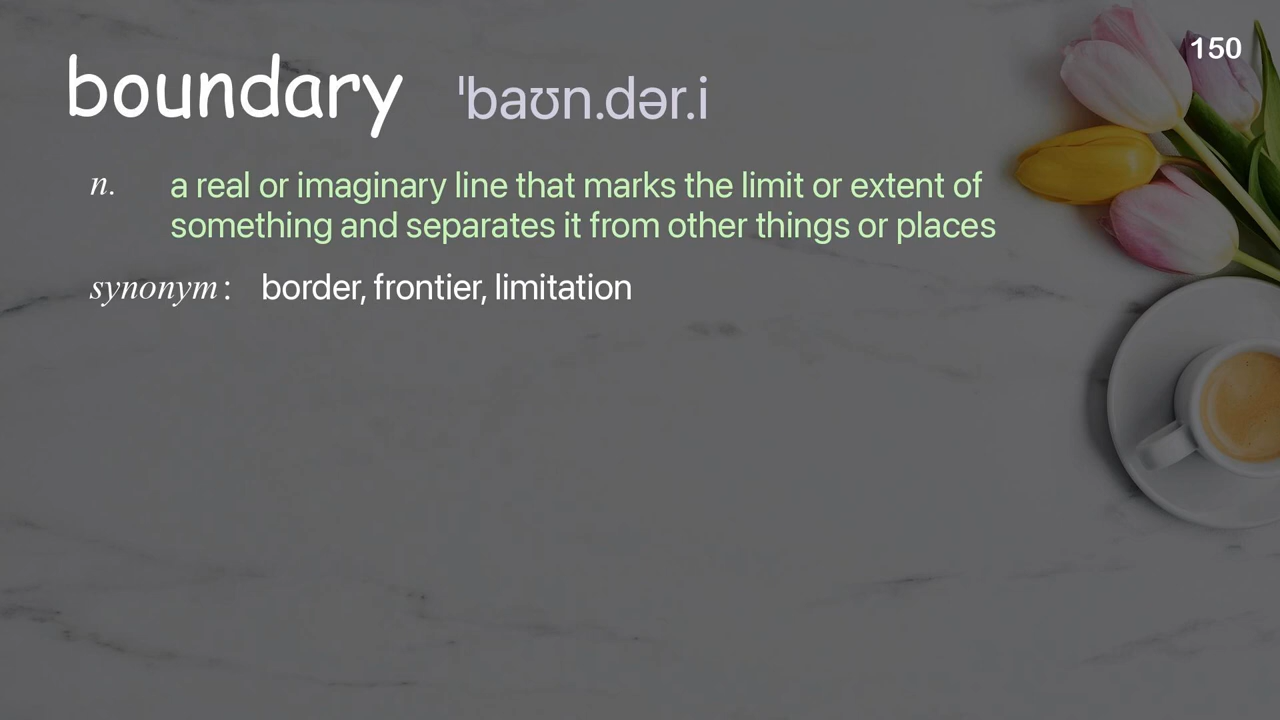 150
boundary ˈbaʊn.dər.i
n. a real or imaginary line that marks the limit or extent of
something and separates it from other things or places
synonym: border, frontier, limitation